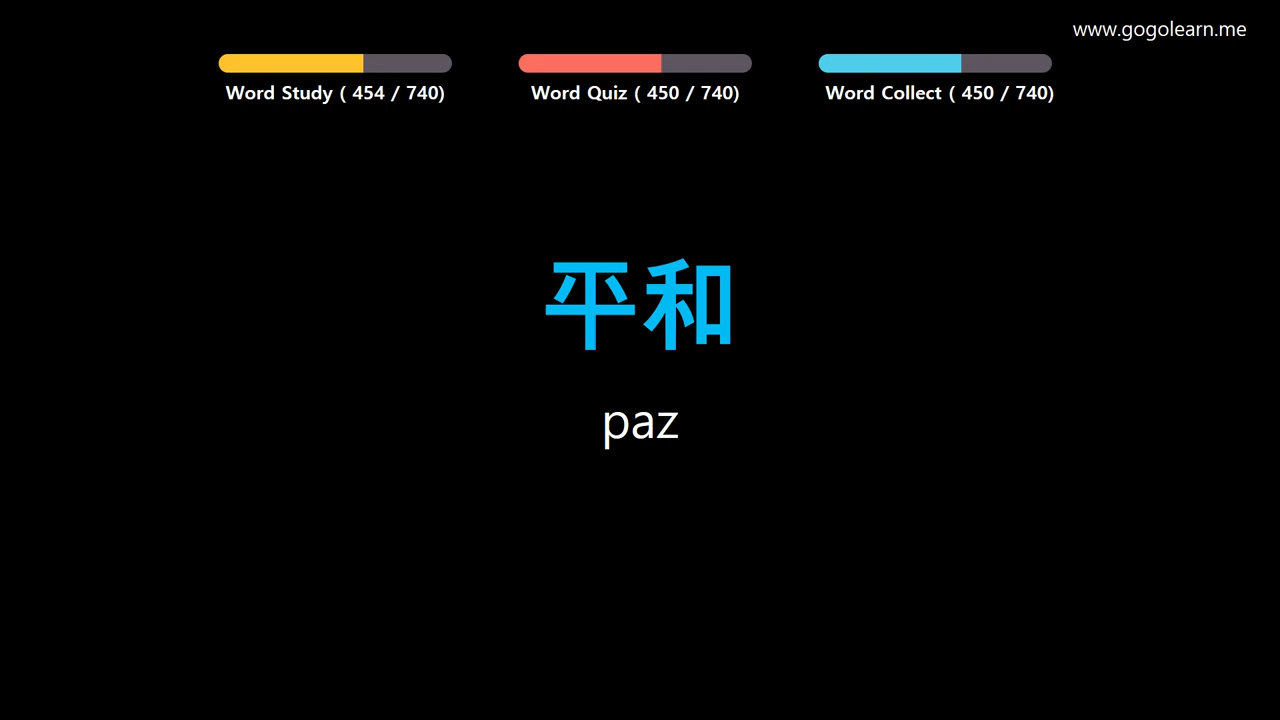 www.gogolearn.me
Word Study ( 454 / 740) Word Quiz ( 450 / 740) Word Collect ( 450 / 740)
平和
paz